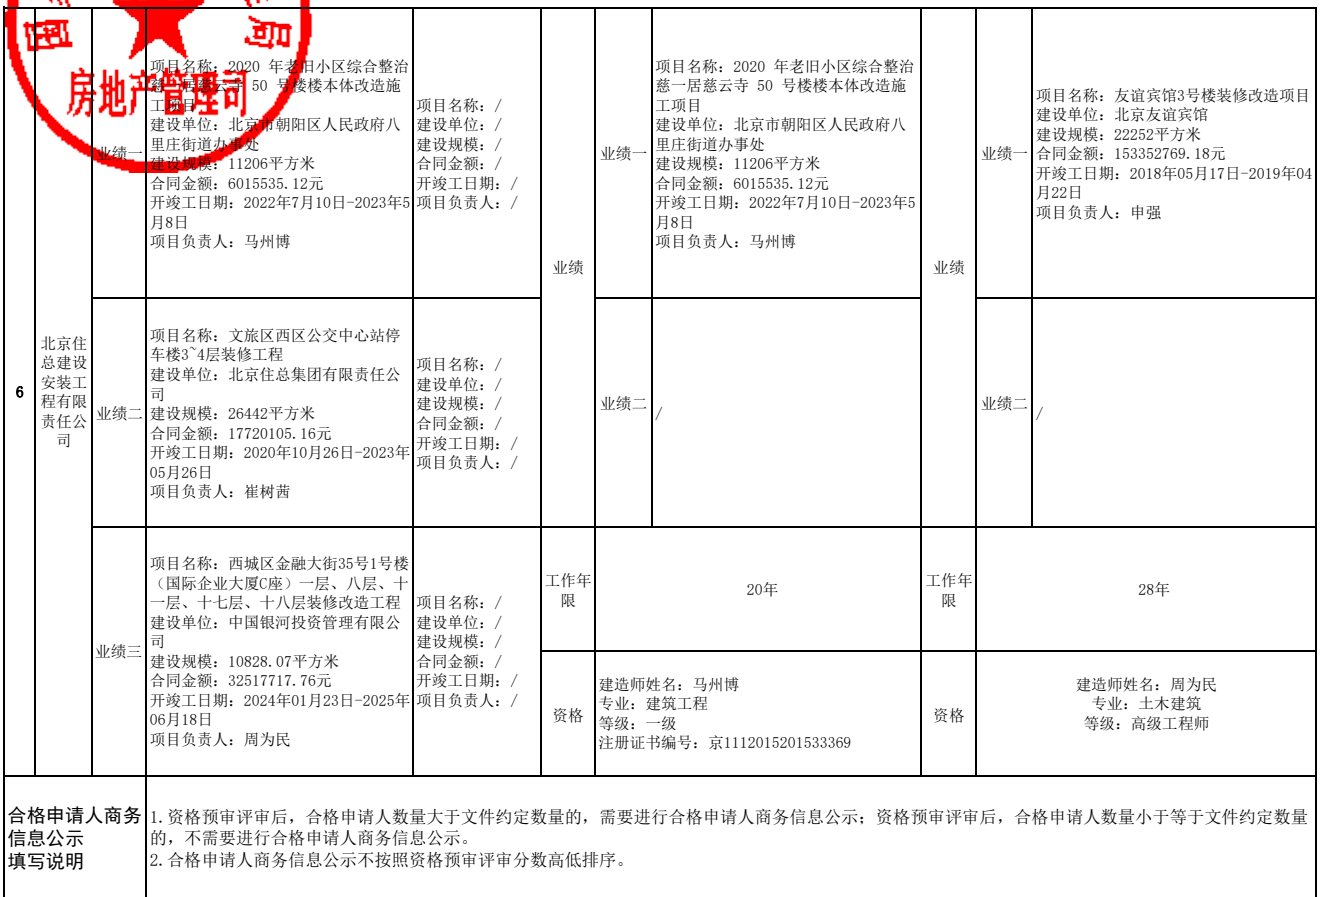 局
房地产管理司
6
北京住
总建设
安装工
程有限
责任公
司
业绩一
项目名称: 2020 年老旧小区综合整治
慈一居慈云寺 50 号楼楼本体改造施
工项目
建设单位: 北京市朝阳区人民政府八
里庄街道办事处
建设规模: 11206平方米
合同金额: 6015535.12元
开竣工日期: 2022年7月10日-2023年5
月8日
项目负责人: 马州博
项目名称: /
建设单位: /
建设规模: /
合同金额: /
开竣工日期: /
项目负责人: /
业绩
业绩一
项目名称: 2020 年老旧小区综合整治
慈一居慈云寺 50 号楼楼本体改造施
工项目
建设单位: 北京市朝阳区人民政府八
里庄街道办事处
建设规模: 11206平方米
合同金额: 6015535.12元
开竣工日期: 2022年7月10日-2023年5
月8日
项目负责人: 马州博
业绩
业绩一
项目名称: 友谊宾馆3号楼装修改造项目
建设单位: 北京友谊宾馆
建设规模: 22252平方米
合同金额: 153352769.18元
开竣工日期: 2018年05月17日-2019年04
月22日
项目负责人: 申强
业绩二
项目名称: 文旅区西区公交中心站停
车楼3~4层装修工程
建设单位: 北京住总集团有限责任公
司
建设规模: 26442平方米
合同金额: 17720105.16元
开竣工日期: 2020年10月26日-2023年
05月26日
项目负责人: 崔树茜
项目名称: /
建设单位: /
建设规模: /
合同金额: /
开竣工日期: /
项目负责人: /
业绩二
/
业绩二
/
业绩三
项目名称: 西城区金融大街35号1号楼
（国际企业大厦C座）一层、八层、十
一层、十七层、十八层装修改造工程
建设单位: 中国银河投资管理有限公
司
建设规模: 10828.07平方米
合同金额: 32517717.76元
开竣工日期: 2024年01月23日-2025年
06月18日
项目负责人: 周为民
项目名称: /
建设单位: /
建设规模: /
合同金额: /
开竣工日期: /
项目负责人: /
工作年
限
20年
工作年
限
28年
资格
建造师姓名: 马州博
专业: 建筑工程
等级: 一级
注册证书编号: 京1112015201533369
资格
建造师姓名: 周为民
专业: 土木建筑
等级: 高级工程师
合格申请人商务
信息公示
填写说明
1.资格预审评审后，合格申请人数量大于文件约定数量的，需要进行合格申请人商务信息公示；资格预审评审后，合格申请人数量小于等于文件约定数量
的，不需要进行合格申请人商务信息公示。
2.合格申请人商务信息公示不按照资格预审评审分数高低排序。